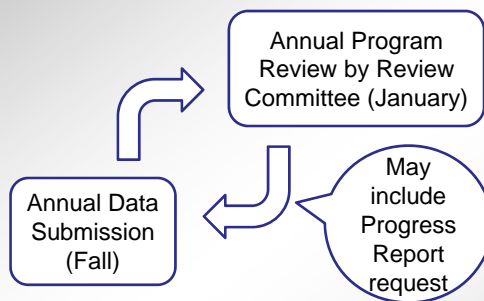 Annual Program
Review by Review
Committee (January)
May
include
Progress
Report
request
Annual Data
Submission
(Fall)